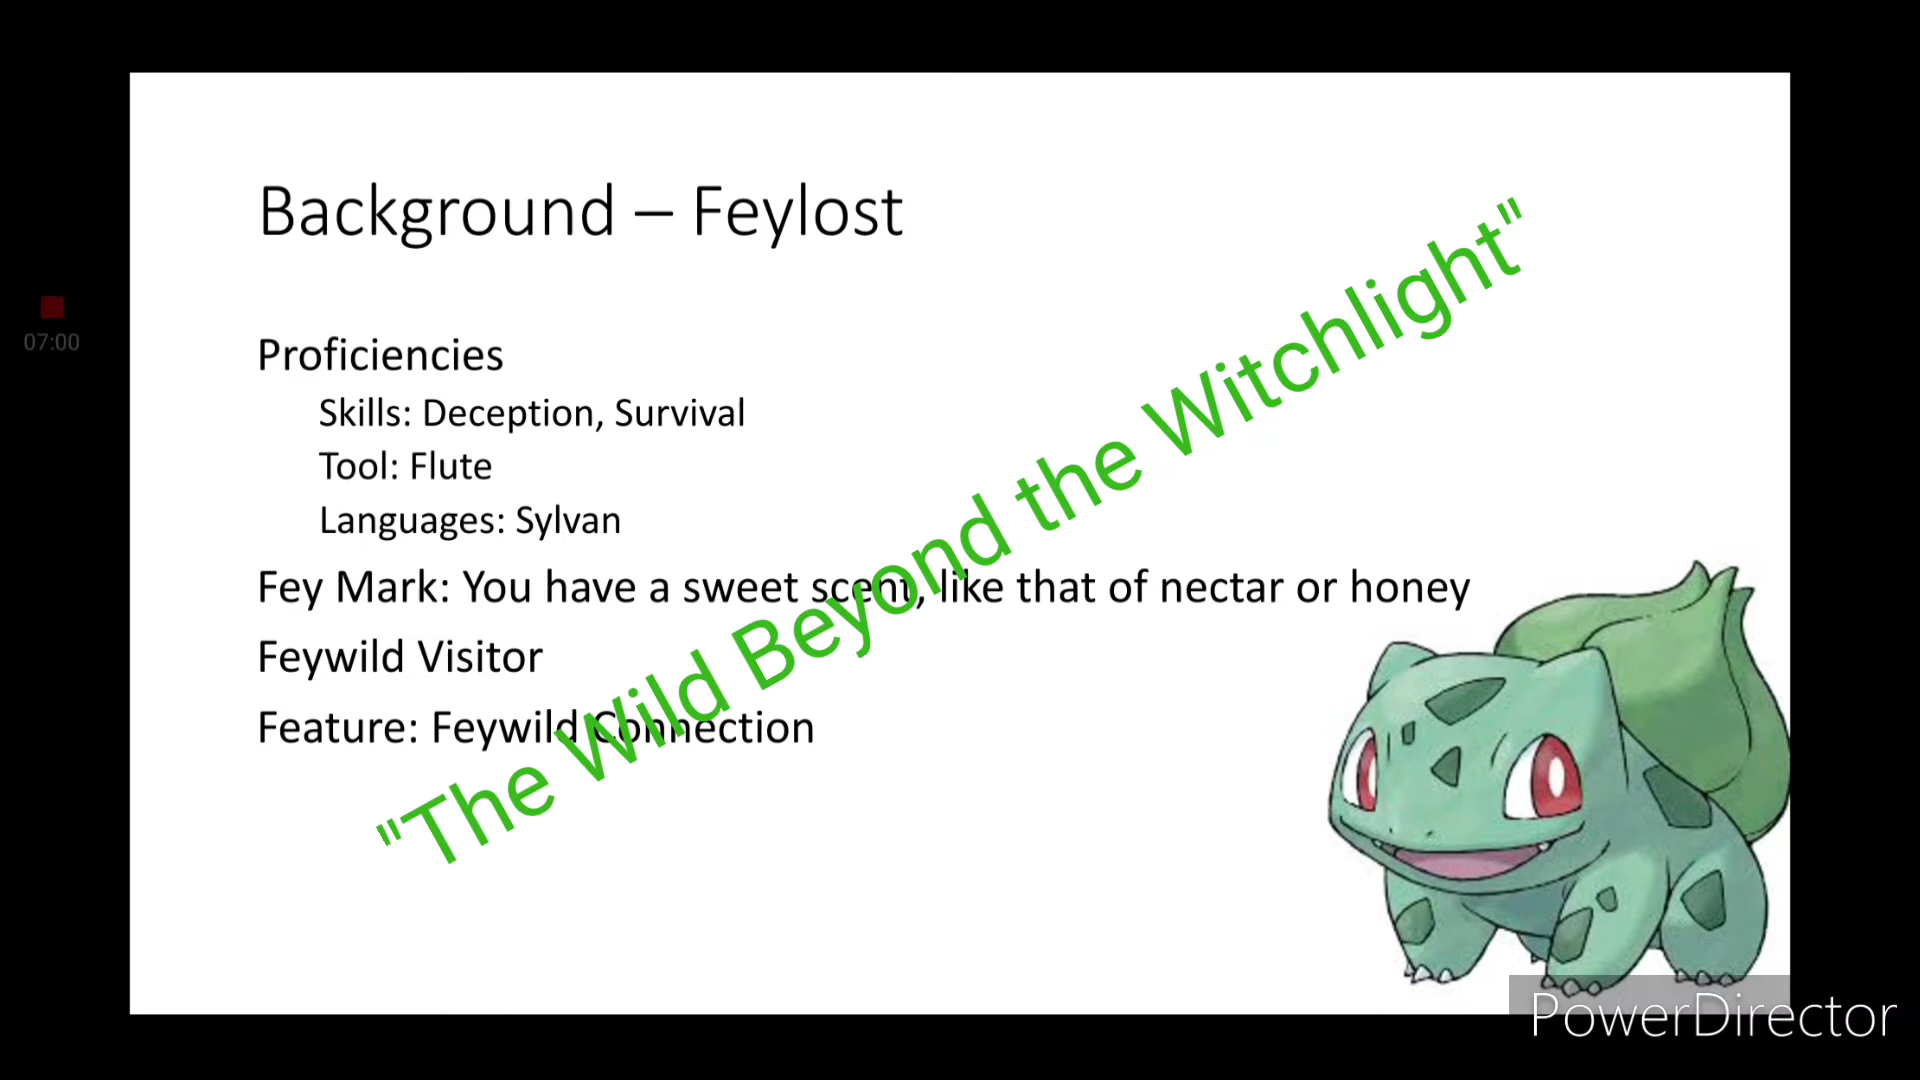 Background – Feylost
07:00
Proficiencies
Skills: Deception, Survival
Tool: Flute
Languages: Sylvan
Fey Mark: You have a sweet scent, like that of nectar or honey
Feywild Visitor
Feature: Feywild Connection
"The Wild Beyond the Witchlight"
PowerDirector